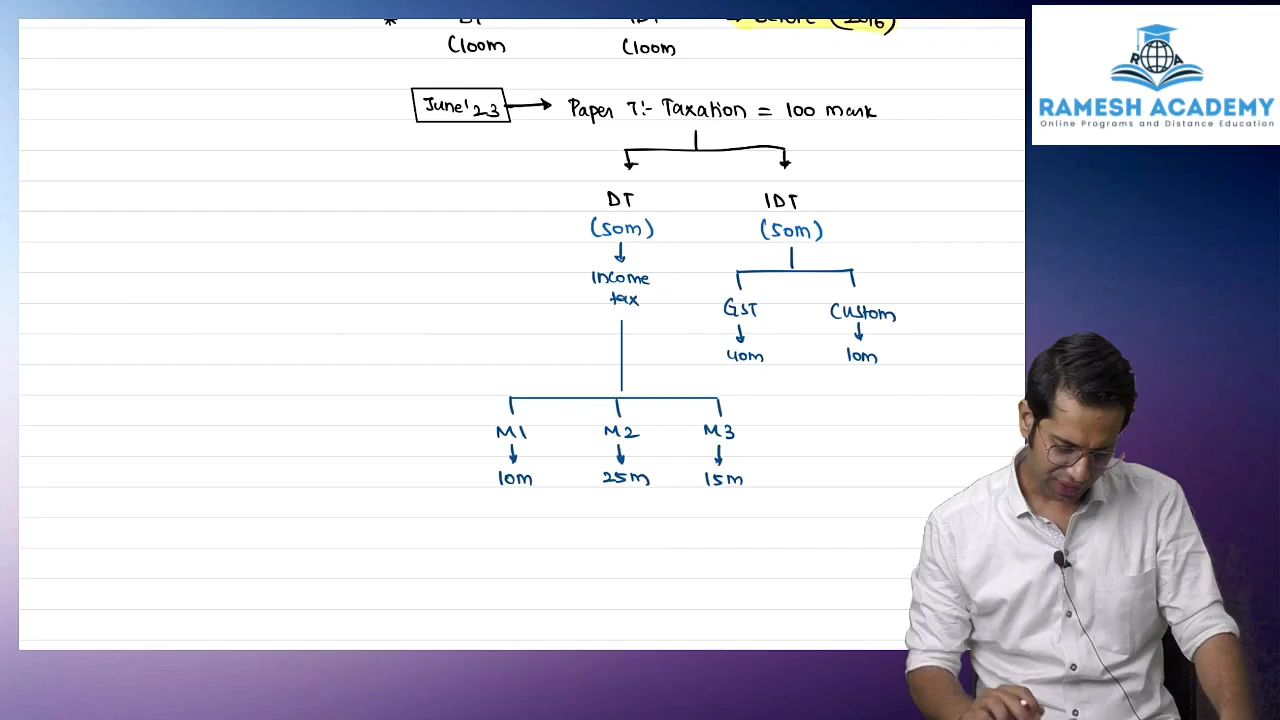 (100m (100m
June' 23 → Paper 7:- Taxation = 100 mark
DT IDT
(50m) (50m)
Income
tax
GST Custom
40m 10m
M1 M2 M3
10m 25m 15m
R A
RAMESH ACADEMY
Online Programs and Distance Education